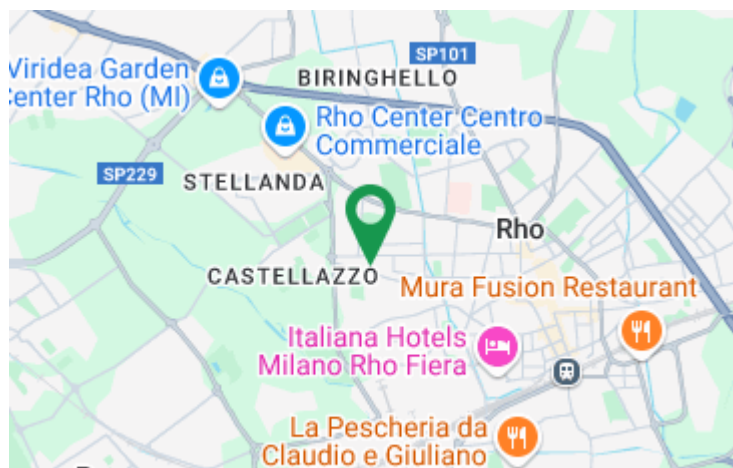 SP101
Viridea Garden
Center Rho (MI)
BIRINGHELLO
Rho Center Centro
Commerciale
SP229
STELLANDA
Rho
CASTELLAZZO
Mura Fusion Restaurant
Italiana Hotels
Milano Rho Fiera
La Pescheria da
Claudio e Giuliano